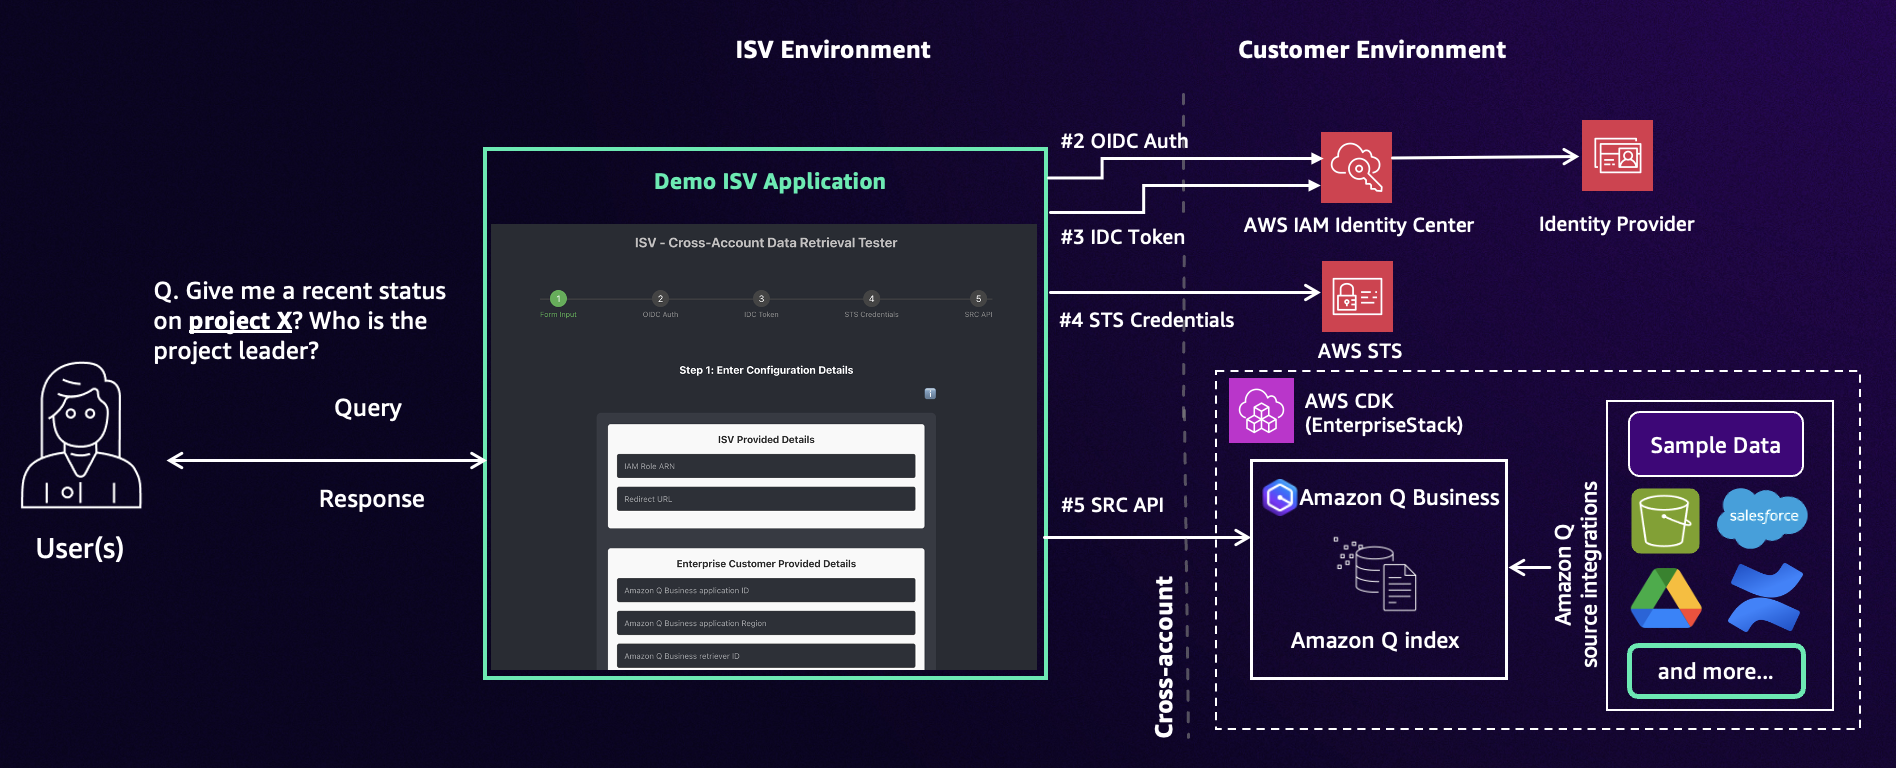 ISV Environment
Customer Environment
#2 OIDC Auth
Demo ISV Application
AWS IAM Identity Center
Identity Provider
#3 IDC Token
ISV - Cross-Account Data Retrieval Tester
Q. Give me a recent status
on project X? Who is the
project leader?
1
2
3
4
5
Form Input
OIDC Auth
IDC Token
STS Credentials
SRC API
#4 STS Credentials
AWS STS
Step 1: Enter Configuration Details
i
Query
Response
User(s)
ISV Provided Details
IAM Role ARN
Redirect URL
Enterprise Customer Provided Details
Amazon Q Business application ID
Amazon Q Business application Region
Amazon Q Business retriever ID
#5 SRC API
Cross-account
AWS CDK
(EnterpriseStack)
Amazon Q Business
Amazon Q index
Amazon Q
source integrations
Sample Data
salesforce
and more...